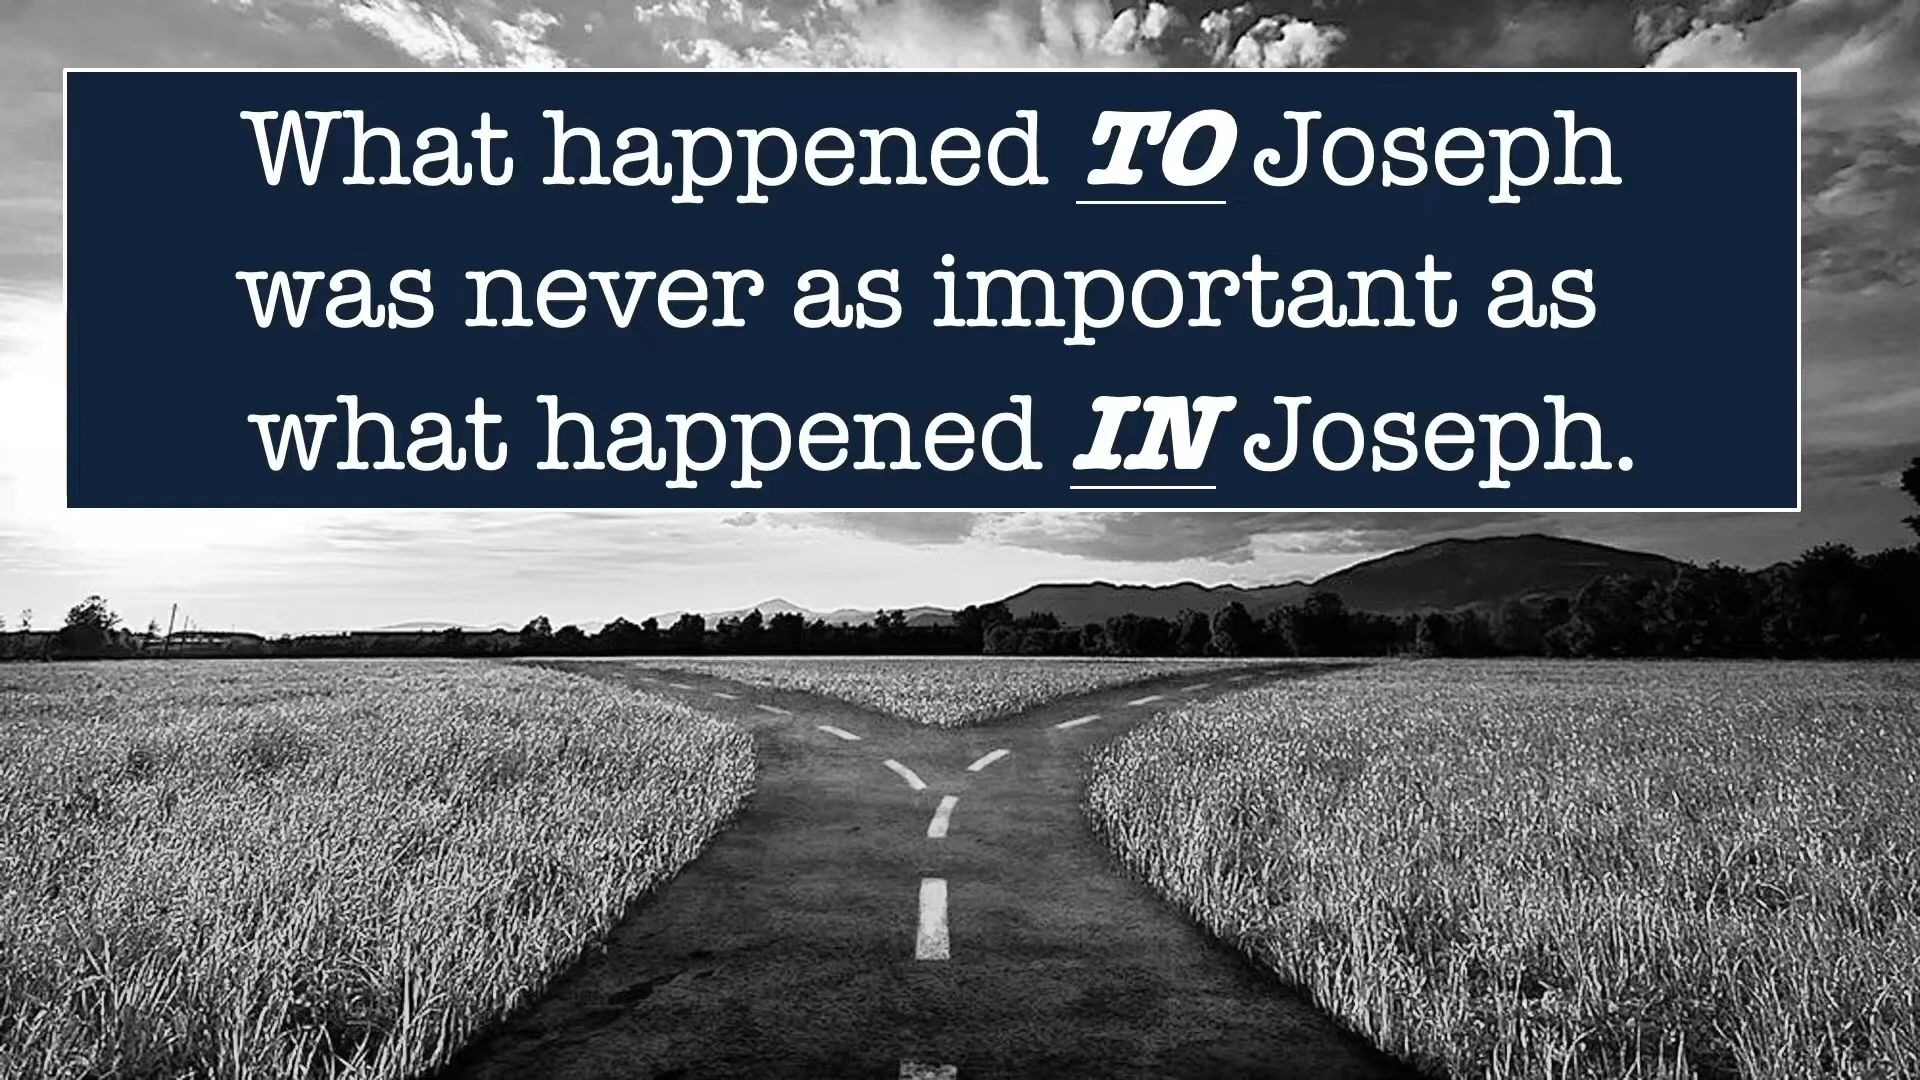 What happened TO Joseph
was never as important as
what happened IN Joseph.